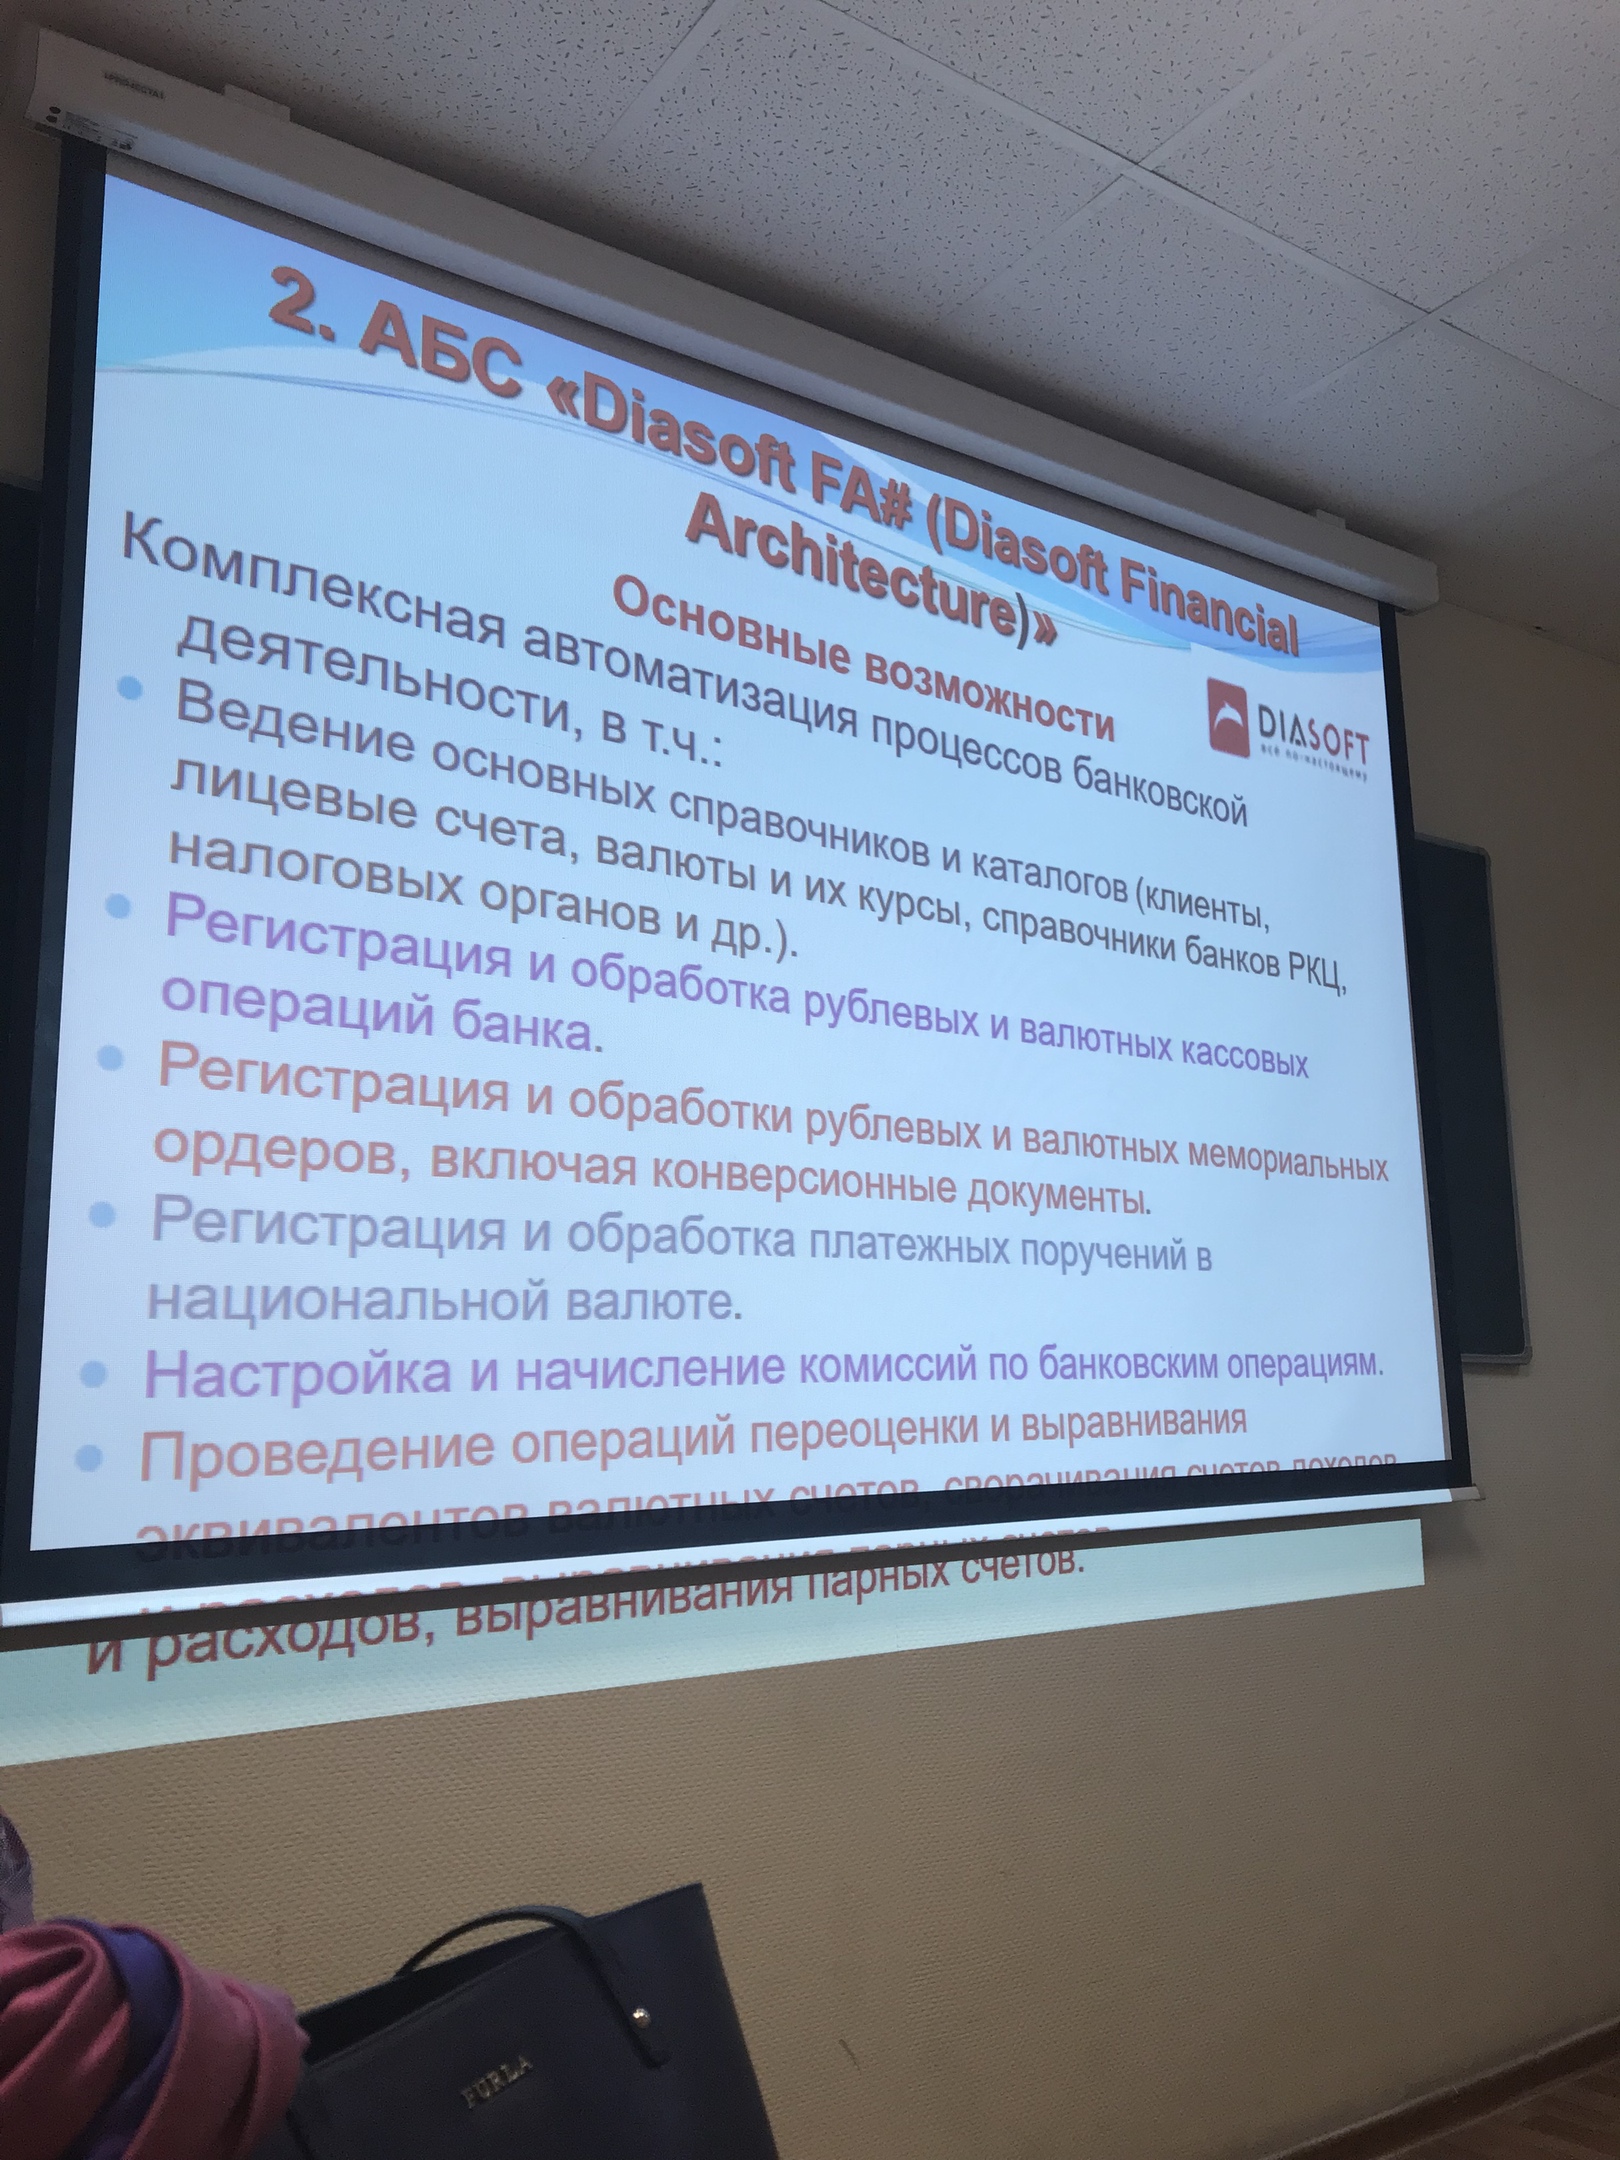 2. АБС «Diasoft FA# (Diasoft Financial
Architecture)»
Основные возможности
DIASOFT
всё по-настоящему
Комплексная автоматизация процессов банковской
деятельности, в т.ч.:
Ведение основных справочников и каталогов (клиенты,
лицевые счета, валюты и их курсы, справочники банков РКЦ,
налоговых органов и др.).
Регистрация и обработка рублевых и валютных кассовых
операций банка.
Регистрация и обработки рублевых и валютных мемориальных
ордеров, включая конверсионные документы.
Регистрация и обработка платежных поручений в
национальной валюте.
Настройка и начисление комиссий по банковским операциям.
Проведение операций переоценки и выравнивания
эквивалентов валютных счетов, сворачивания счетов доходов
и расходов, выравнивания парных счетов.
FURLA